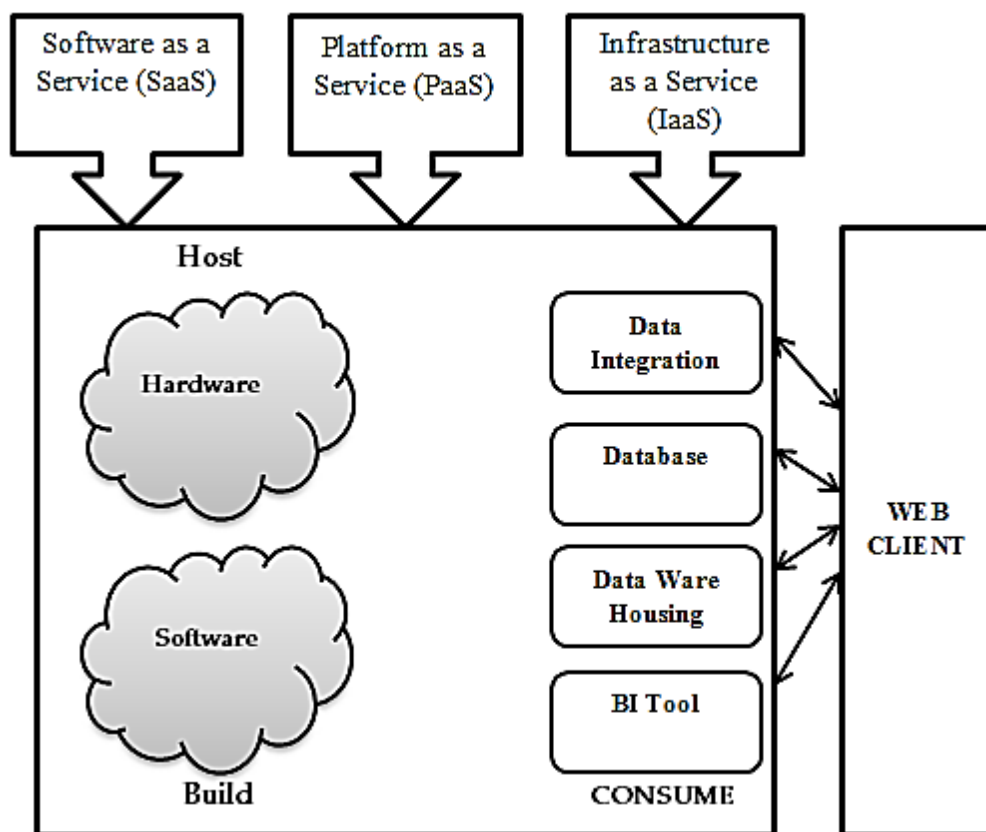 Software as a
Service (SaaS)
Platform as a
Service (PaaS)
Infrastructure
as a Service
(IaaS)
Host
Hardware
Software
Build
Data
Integration
Database
Data Ware
Housing
BI Tool
CONSUME
WEB
CLIENT